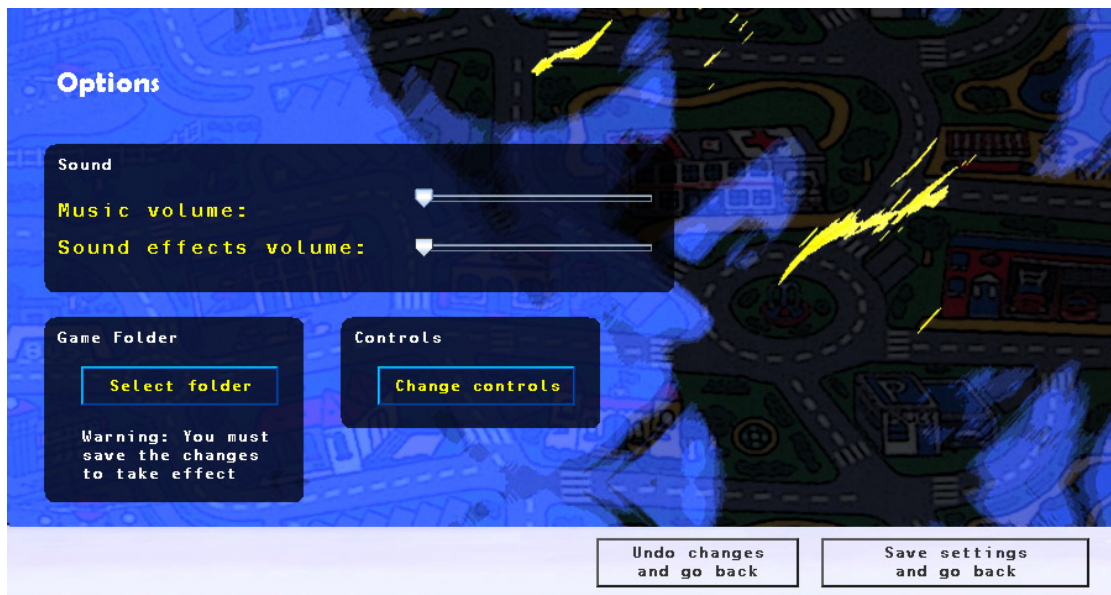 Options
Sound
Music volume:
Sound effects volume:
Game Folder
Select folder
Warning: You must
save the changes
to take effect
Controls
Change controls
Undo changes
and go back
Save settings
and go back